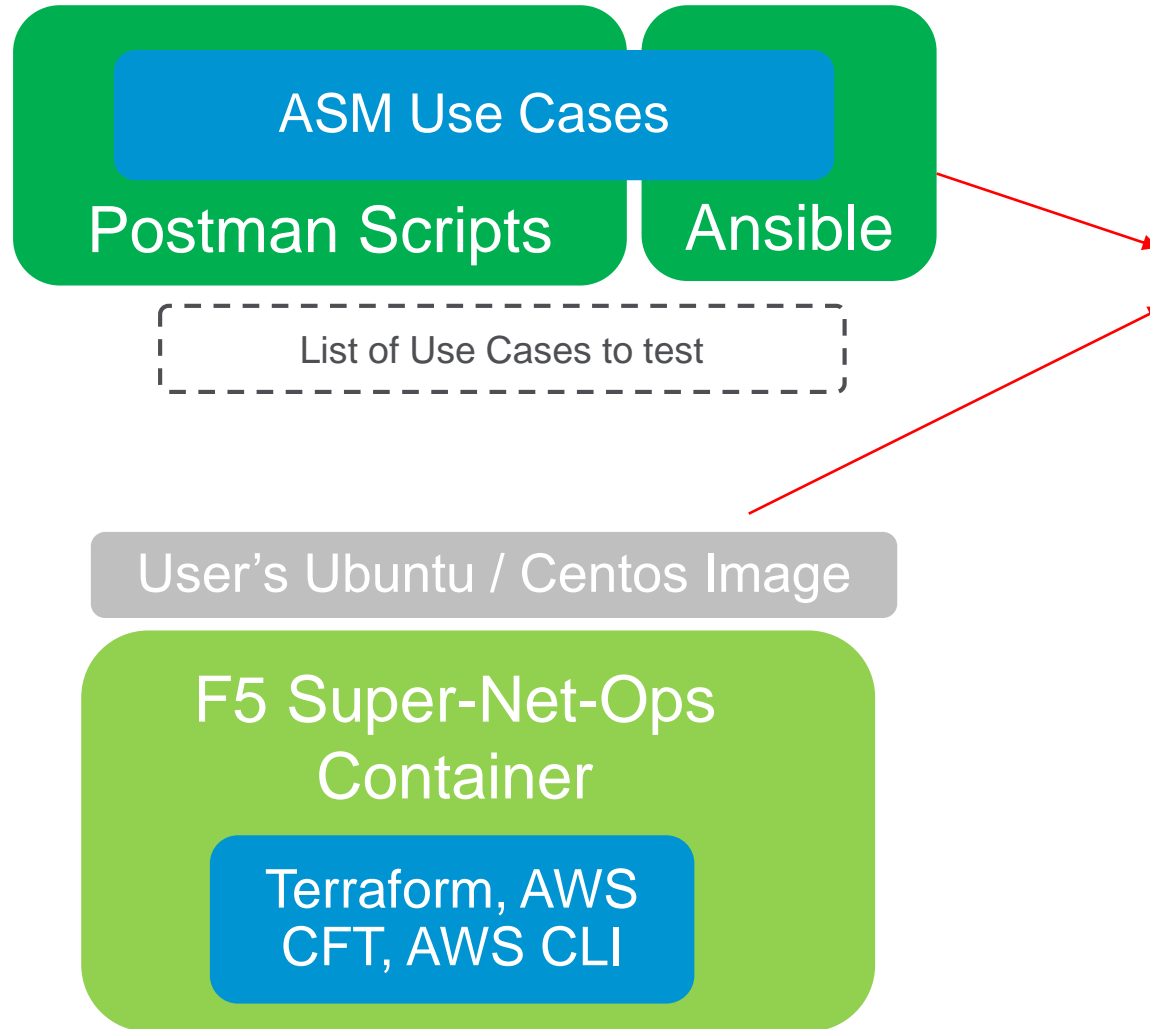 ASM Use Cases
Postman Scripts
Ansible
List of Use Cases to test
User’s Ubuntu / Centos Image
F5 Super-Net-Ops
Container
Terraform, AWS
CFT, AWS CLI